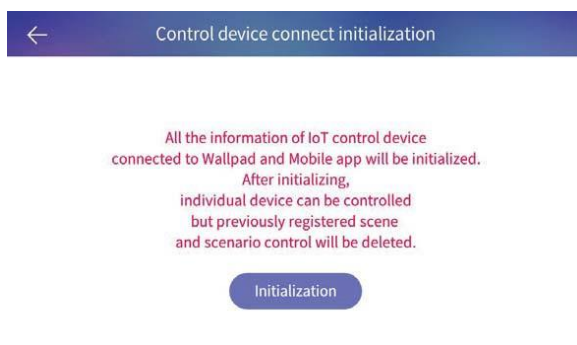 Control device connect initialization
All the information of IoT control device
connected to Wallpad and Mobile app will be initialized.
After initializing,
individual device can be controlled
but previously registered scene
and scenario control will be deleted.
Initialization